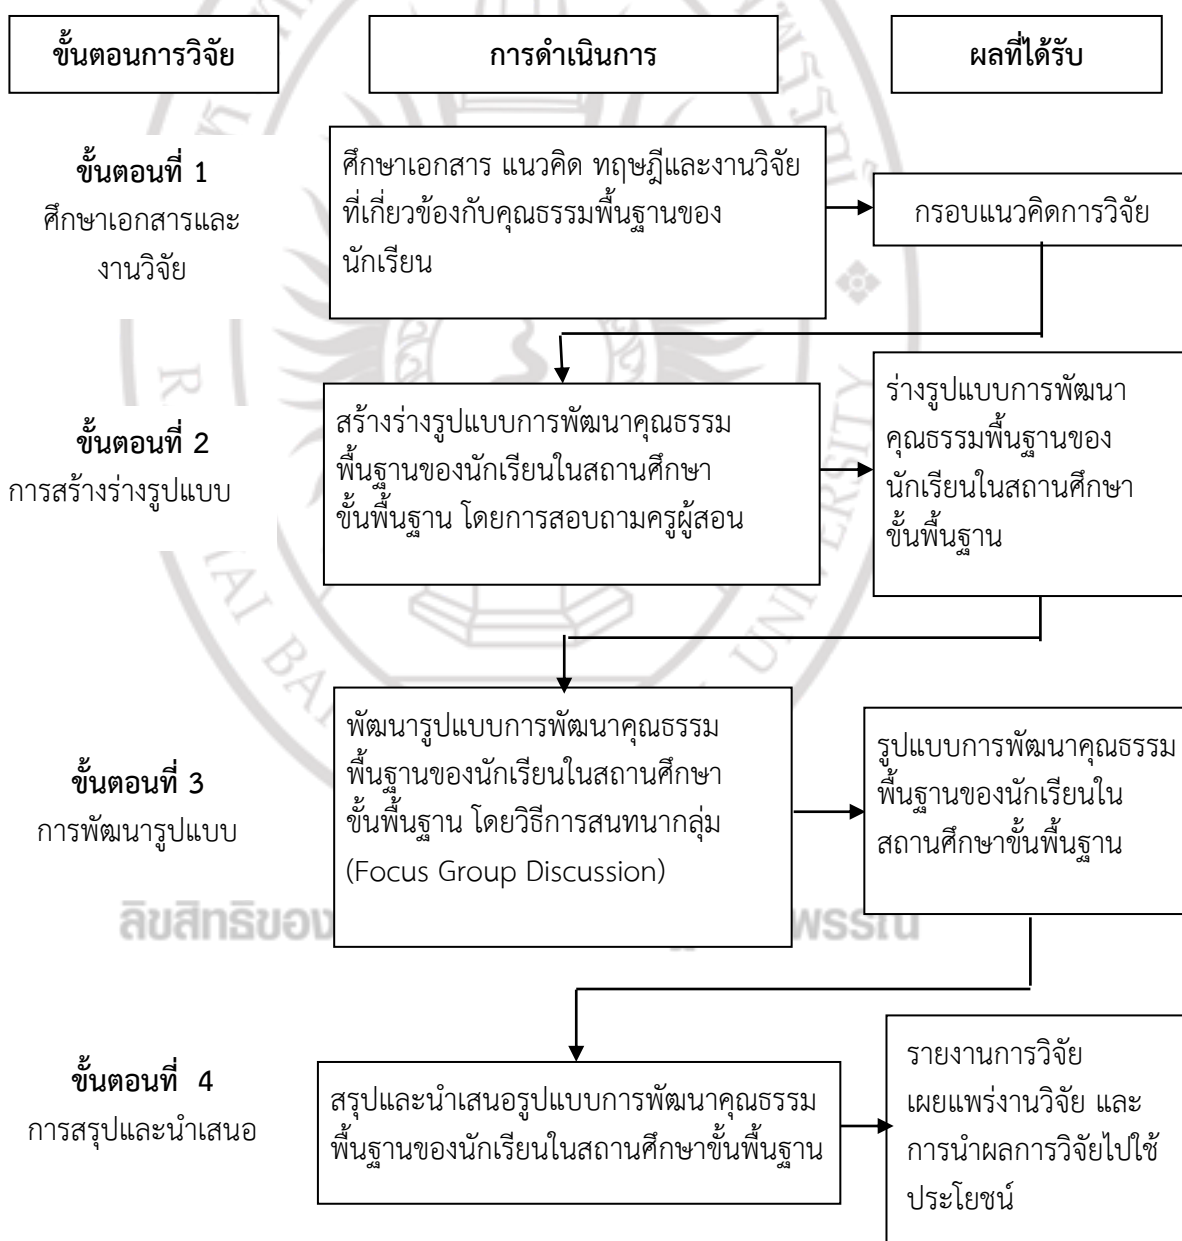 ขั้นตอนการวิจัย
การดำเนินการ
ผลที่ได้รับ
ขั้นตอนที่ 1
ศึกษาเอกสารและ
งานวิจัย
ศึกษาเอกสาร แนวคิด ทฤษฎีและงานวิจัย
ที่เกี่ยวข้องกับคุณธรรมพื้นฐานของ
นักเรียน
กรอบแนวคิดการวิจัย
ขั้นตอนที่ 2
การสร้างร่างรูปแบบ
สร้างร่างรูปแบบการพัฒนาคุณธรรม
พื้นฐานของนักเรียนในสถานศึกษา
ขั้นพื้นฐาน โดยการสอบถามครูผู้สอน
ร่างรูปแบบการพัฒนา
คุณธรรมพื้นฐานของ
นักเรียนในสถานศึกษา
ขั้นพื้นฐาน
ขั้นตอนที่ 3
การพัฒนารูปแบบ
พัฒนารูปแบบการพัฒนาคุณธรรม
พื้นฐานของนักเรียนในสถานศึกษา
ขั้นพื้นฐาน โดยวิธีการสนทนากลุ่ม
(Focus Group Discussion)
รูปแบบการพัฒนาคุณธรรม
พื้นฐานของนักเรียนใน
สถานศึกษาขั้นพื้นฐาน
ขั้นตอนที่ 4
การสรุปและนำเสนอ
สรุปและนำเสนอรูปแบบการพัฒนาคุณธรรม
พื้นฐานของนักเรียนในสถานศึกษาขั้นพื้นฐาน
รายงานการวิจัย
เผยแพร่งานวิจัย และ
การนำผลการวิจัยไปใช้
ประโยชน์
UNIVERSITY